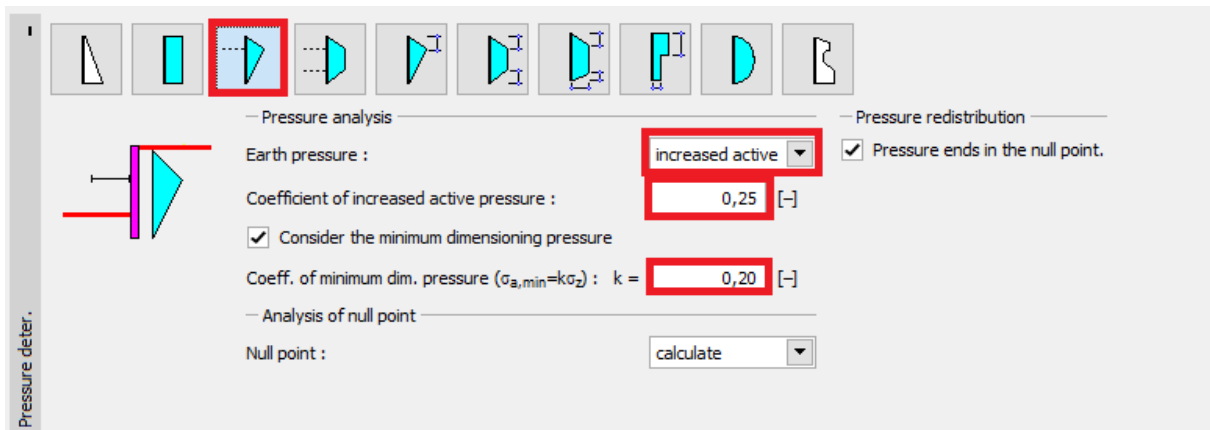 Pressure analysis
Pressure redistribution
Earth pressure :
increased active
Pressure ends in the null point.
Coefficient of increased active pressure :
0,25
[–]
Consider the minimum dimensioning pressure
Coeff. of minimum dim. pressure (σa,min=kσz) : k =
0,20
[–]
Analysis of null point
Null point :
calculate
Pressure deter.